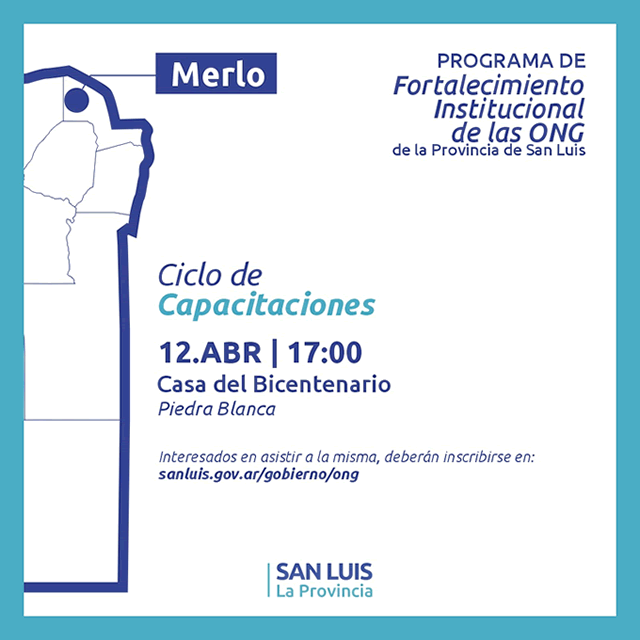 Merlo
PROGRAMA DE
Fortalecimiento
Institucional
de las ONG
de la Provincia de San Luis
Ciclo de
Capacitaciones
12.ABR | 17:00
Casa del Bicentenario
Piedra Blanca
Interesados en asistir a la misma, deberán inscribirse en:
sanluis.gov.ar/gobierno/ong
SAN LUIS
La Provincia